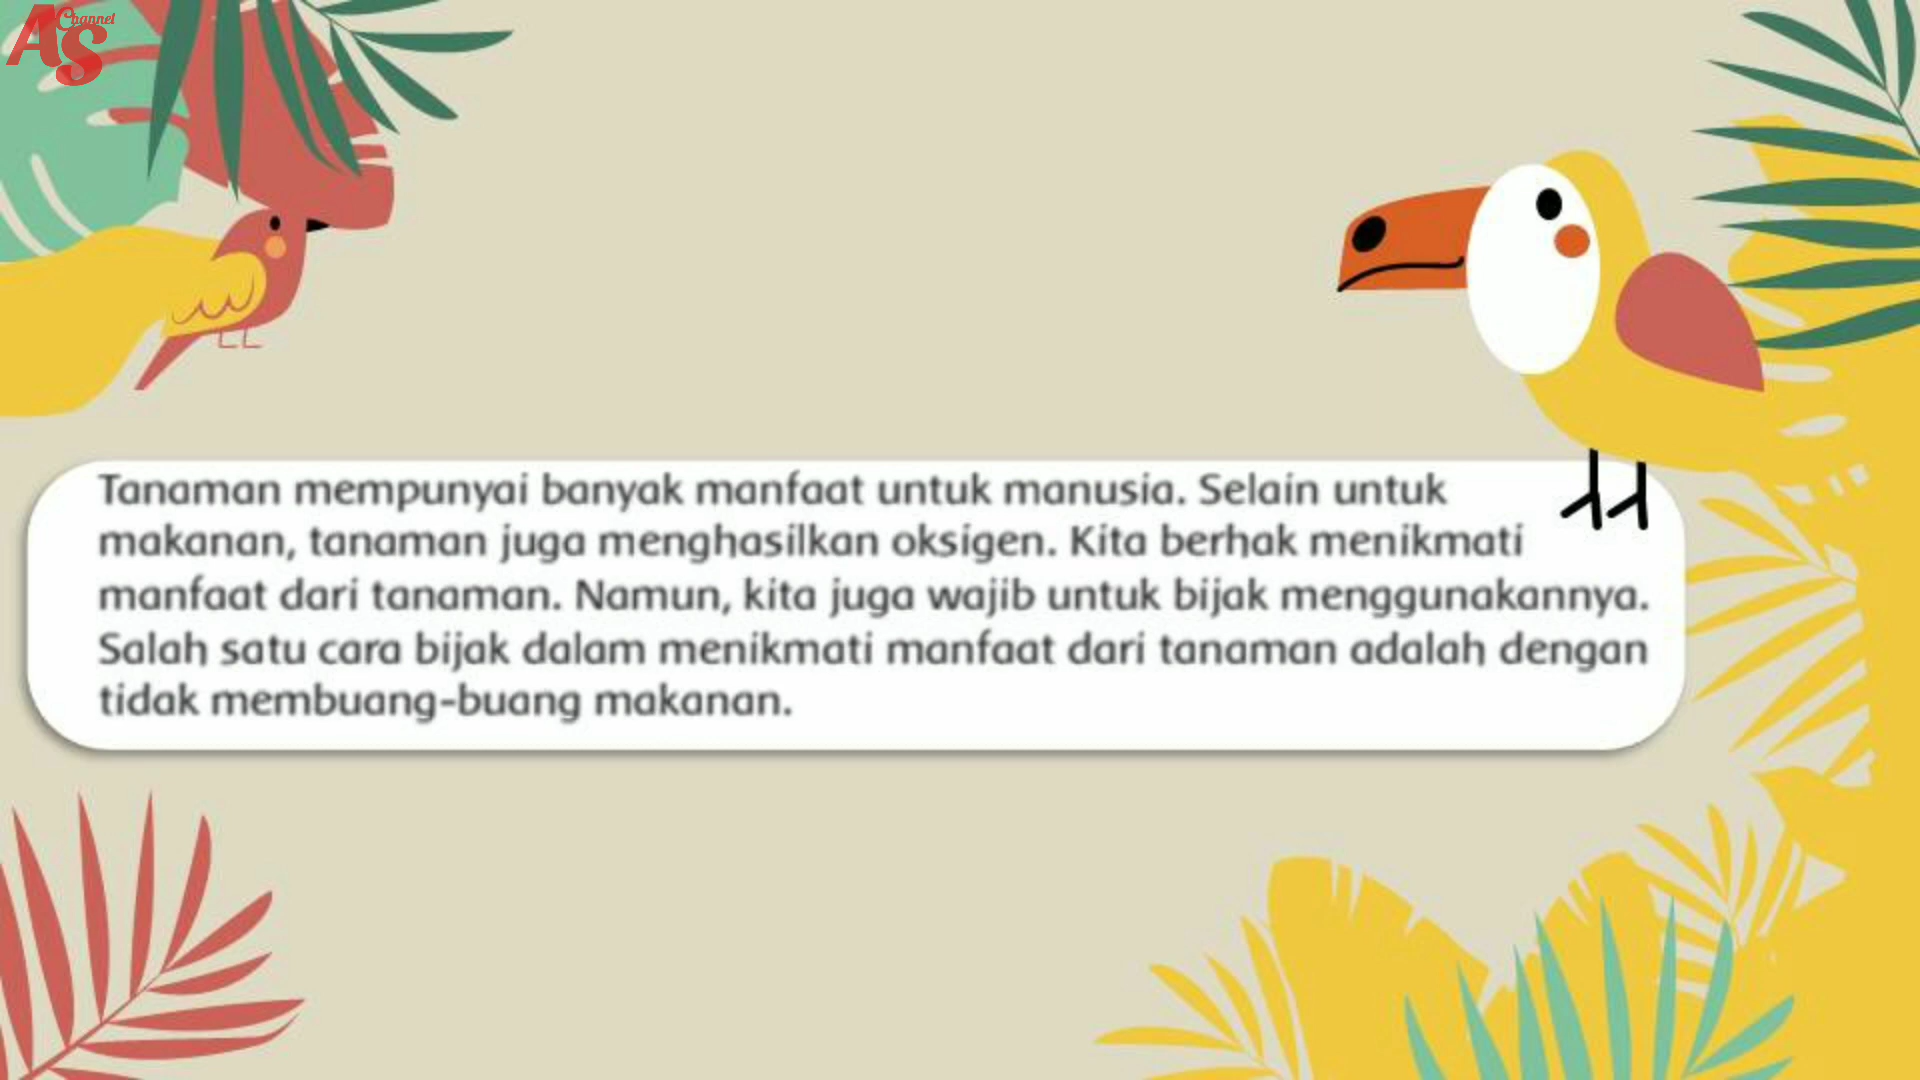 AS Channel
Tanaman mempunyai banyak manfaat untuk manusia. Selain untuk
makanan, tanaman juga menghasilkan oksigen. Kita berhak menikmati
manfaat dari tanaman. Namun, kita juga wajib untuk bijak menggunakannya.
Salah satu cara bijak dalam menikmati manfaat dari tanaman adalah dengan
tidak membuang-buang makanan.